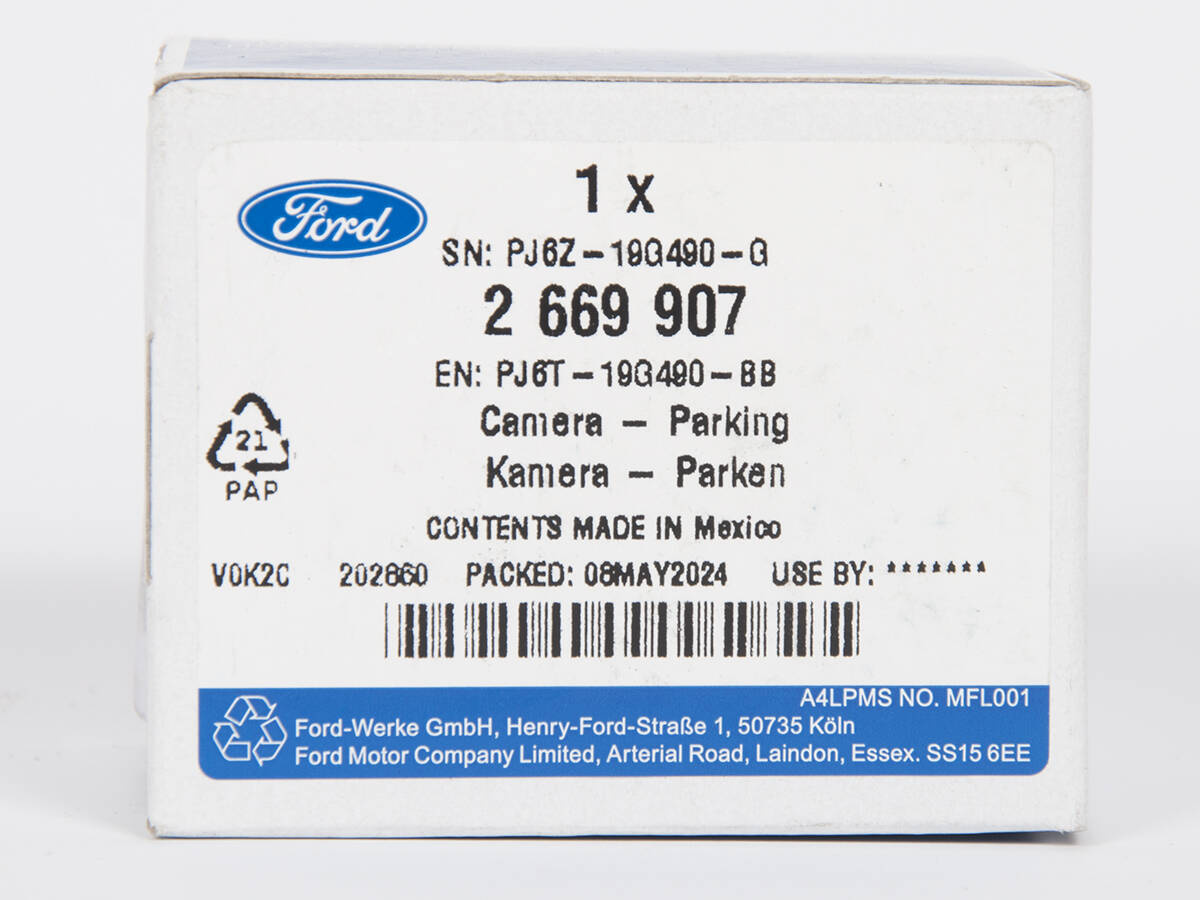 Ford
1 x
SN: PJ6Z-19G490-G
2 669 907
EN: PJ6T-19G490-BB
21
PAP
Camera - Parking
Kamera - Parken
CONTENTS MADE IN Mexico
V0K2C 202860 PACKED: 08MAY2024 USE BY: *******
A4LPMS NO. MFL001
Ford-Werke GmbH, Henry-Ford-Straße 1, 50735 Köln
Ford Motor Company Limited, Arterial Road, Laindon, Essex. SS15 6EE